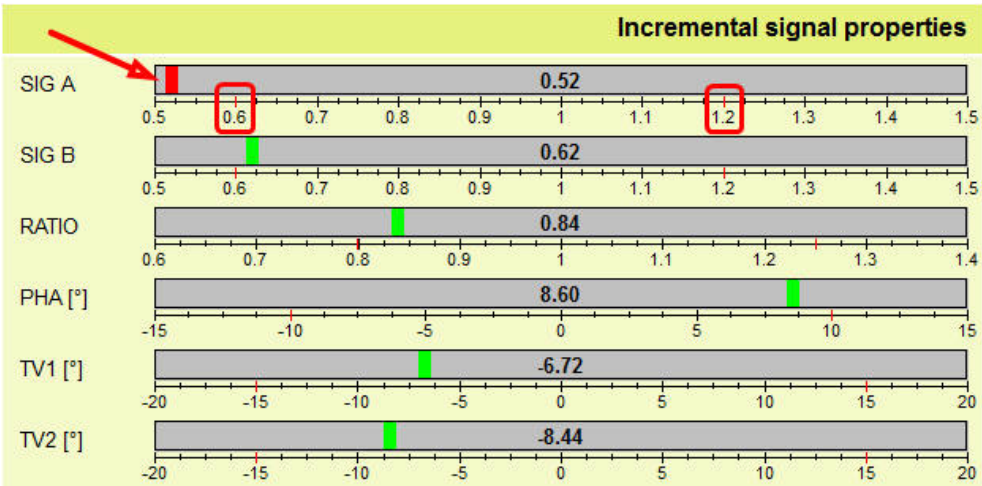 Incremental signal properties
SIG A
0.52
0.5 0.6 0.7 0.8 0.9 1 1.1 1.2 1.3 1.4 1.5
SIG B
0.62
0.5 0.6 0.7 0.8 0.9 1 1.1 1.2 1.3 1.4 1.5
RATIO
0.84
0.6 0.7 0.8 0.9 1 1.1 1.2 1.3 1.4
PHA [°]
8.60
-15 -10 -5 0 5 10 15
TV1 [°]
-6.72
-20 -15 -10 -5 0 5 10 15 20
TV2 [°]
-8.44
-20 -15 -10 -5 0 5 10 15 20